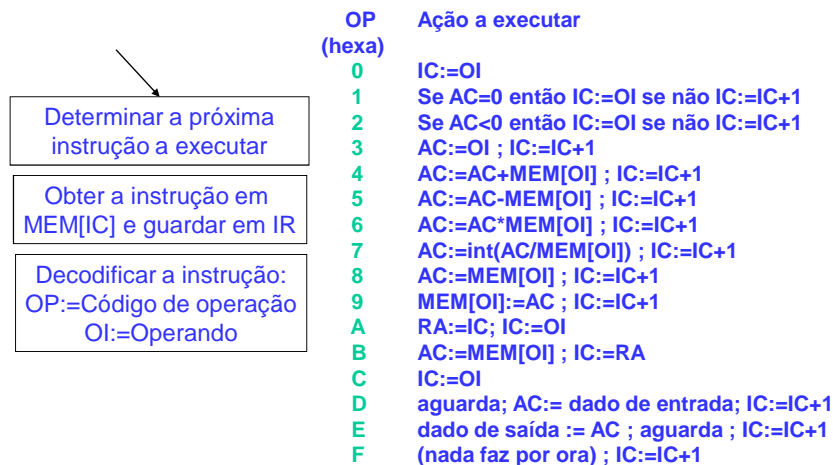 OP Ação a executar
(hexa)
0 IC:=OI
1 Se AC=0 então IC:=OI se não IC:=IC+1
2 Se AC<0 então IC:=OI se não IC:=IC+1
3 AC:=OI ; IC:=IC+1
4 AC:=AC+MEM[OI] ; IC:=IC+1
5 AC:=AC-MEM[OI] ; IC:=IC+1
6 AC:=AC*MEM[OI] ; IC:=IC+1
7 AC:=int(AC/MEM[OI]) ; IC:=IC+1
8 AC:=MEM[OI] ; IC:=IC+1
9 MEM[OI]:=AC ; IC:=IC+1
A RA:=IC; IC:=OI
B AC:=MEM[OI] ; IC:=RA
C IC:=OI
D aguarda; AC:= dado de entrada; IC:=IC+1
E dado de saída := AC ; aguarda ; IC:=IC+1
F (nada faz por ora) ; IC:=IC+1
Determinar a próxima
instrução a executar
Obter a instrução em
MEM[IC] e guardar em IR
Decodificar a instrução:
OP:=Código de operação
OI:=Operando